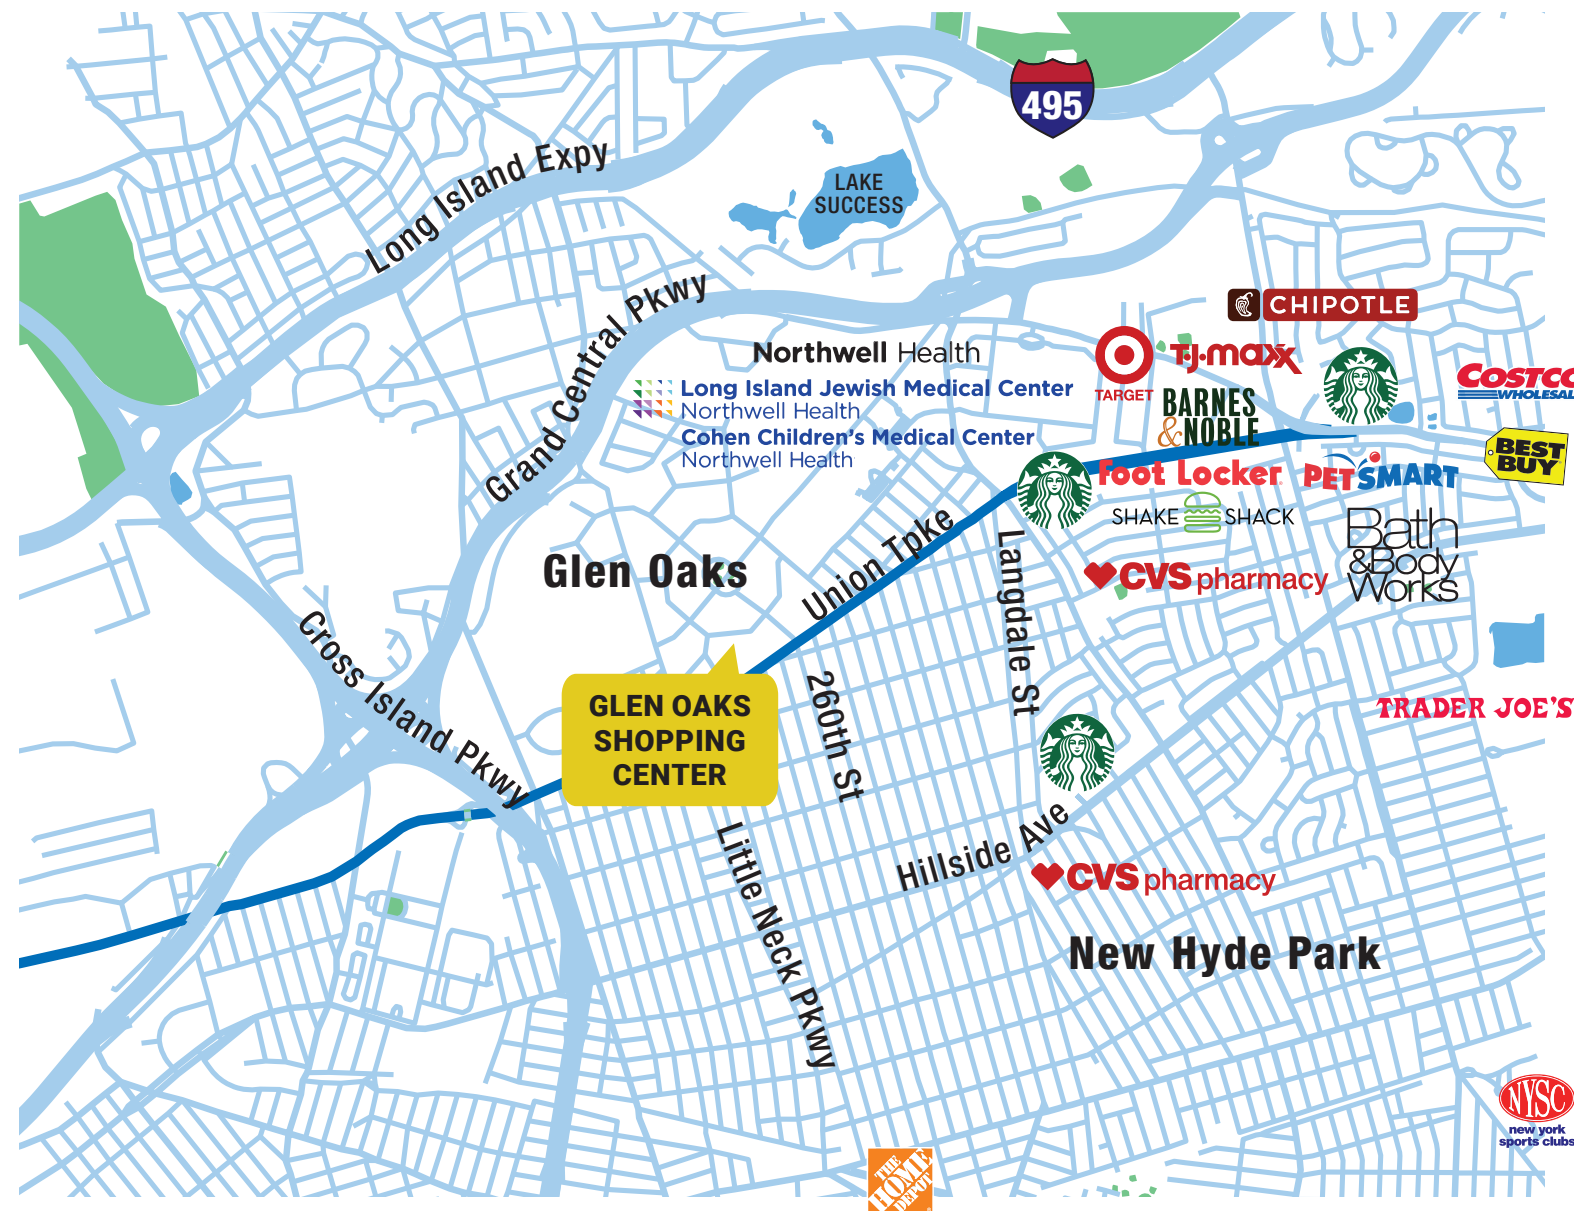 495
Long Island Expy
LAKE
SUCCESS
Grand Central Pkwy
CHIPOTLE
Northwell Health
Long Island Jewish Medical Center
Northwell Health
Cohen Children's Medical Center
Northwell Health
TARGET
T.J.maxx
BARNES
&NOBLE
COSTCO
WHOLESAL
BEST
BUY
Foot Locker
PETSMART
SHAKE SHACK
Bath
&Body
Works
CVS pharmacy
Union Tpke
Langdale St
Glen Oaks
Cross Island Pkwy
GLEN OAKS
SHOPPING
CENTER
260th St
TRADER JOE'S
Hillside Ave
Little Neck Pkwy
CVS pharmacy
New Hyde Park
NYSC
new york
sports clubs
THE
HOME
DEPOT